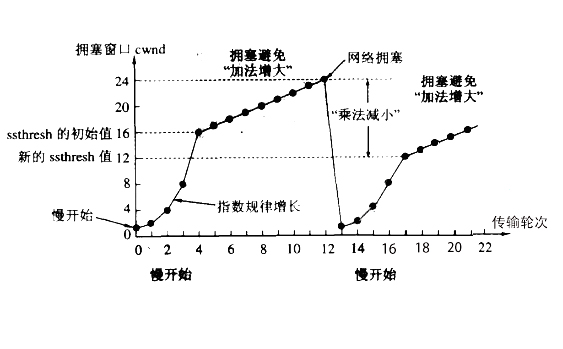 拥塞窗口 cwnd
拥塞避免
“加法增大”
网络拥塞
拥塞避免
“加法增大”
24
20
ssthresh 的初始值
16
“乘法减小”
新的 ssthresh 值
12
8
4
指数规律增长
慢开始
0
传输轮次
0 2 4 6 8 10 12 14 16 18 20 22
慢开始
慢开始